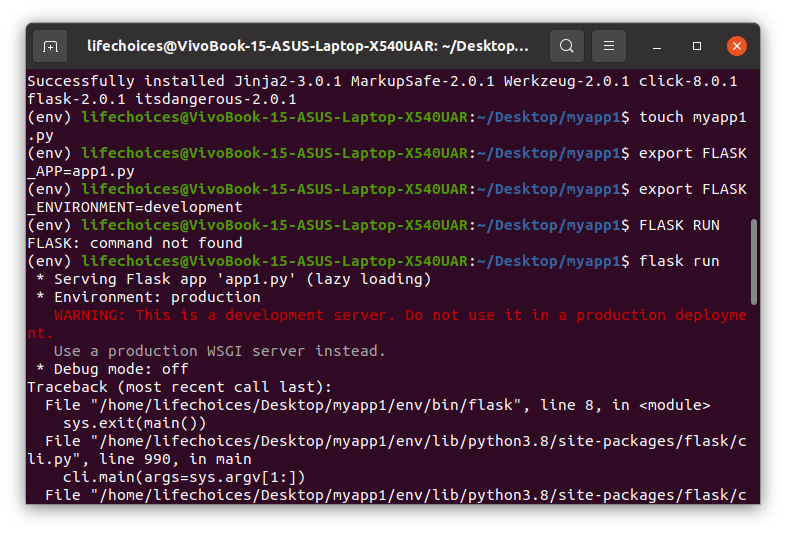 lifechoices@VivoBook-15-ASUS-Laptop-X540UAR: ~/Desktop...
Successfully installed Jinja2-3.0.1 MarkupSafe-2.0.1 Werkzeug-2.0.1 click-8.0.1
flask-2.0.1 itsdangerous-2.0.1
(env) lifechoices@VivoBook-15-ASUS-Laptop-X540UAR:~/Desktop/myapp1$ touch myapp1
.py
(env) lifechoices@VivoBook-15-ASUS-Laptop-X540UAR:~/Desktop/myapp1$ export FLASK
_APP=app1.py
(env) lifechoices@VivoBook-15-ASUS-Laptop-X540UAR:~/Desktop/myapp1$ export FLASK
_ENVIRONMENT=development
(env) lifechoices@VivoBook-15-ASUS-Laptop-X540UAR:~/Desktop/myapp1$ FLASK RUN
FLASK: command not found
(env) lifechoices@VivoBook-15-ASUS-Laptop-X540UAR:~/Desktop/myapp1$ flask run
 * Serving Flask app 'app1.py' (lazy loading)
 * Environment: production
   WARNING: This is a development server. Do not use it in a production deployme
nt.
   Use a production WSGI server instead.
 * Debug mode: off
Traceback (most recent call last):
  File "/home/lifechoices/Desktop/myapp1/env/bin/flask", line 8, in <module>
    sys.exit(main())
  File "/home/lifechoices/Desktop/myapp1/env/lib/python3.8/site-packages/flask/c
li.py", line 990, in main
    cli.main(args=sys.argv[1:])
  File "/home/lifechoices/Desktop/myapp1/env/lib/python3.8/site-packages/flask/c